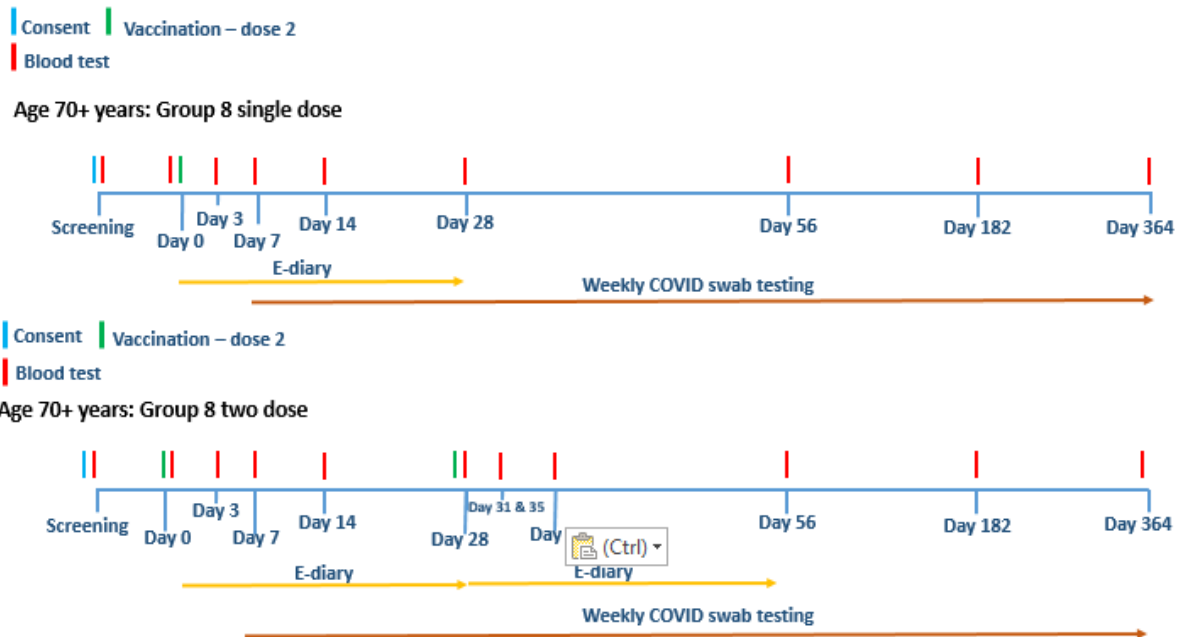 Consent Vaccination – dose 2
Blood test
Age 70+ years: Group 8 single dose
Screening Day 0 Day 3 Day 7 Day 14 Day 28 Day 56 Day 182 Day 364
E-diary
Weekly COVID swab testing
Consent Vaccination – dose 2
Blood test
Age 70+ years: Group 8 two dose
Screening Day 0 Day 3 Day 7 Day 14 Day 28 Day 31 & 35 Day (Ctrl) Day 56 Day 182 Day 364
E-diary E-diary
Weekly COVID swab testing